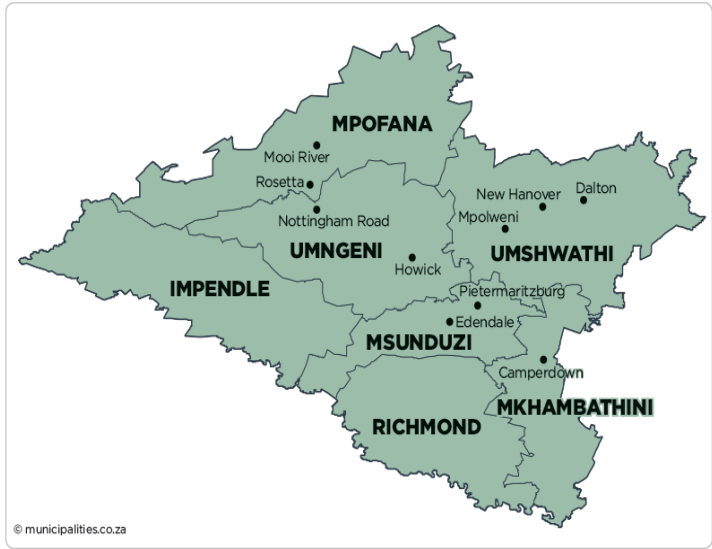 MPOFANA
Mooi River
Rosetta
Nottingham Road
New Hanover
Dalton
Mpolweni
UMNGENI
UMSHWATHI
Howick
IMPENDLE
Pietermaritzburg
Edendale
MSUNDUZI
Camperdown
MKHAMBATHINI
RICHMOND
© municipalities.co.za